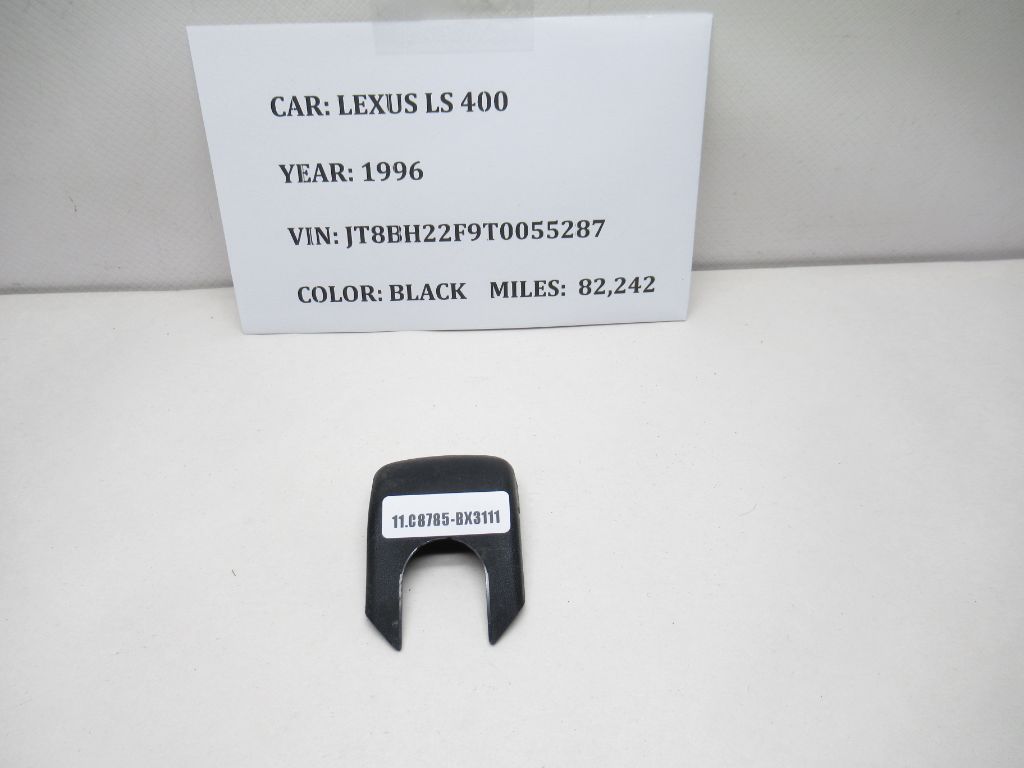 CAR: LEXUS LS 400
YEAR: 1996
VIN: JT8BH22F9T0055287
COLOR: BLACK MILES: 82,242
11.C8785-BX3111